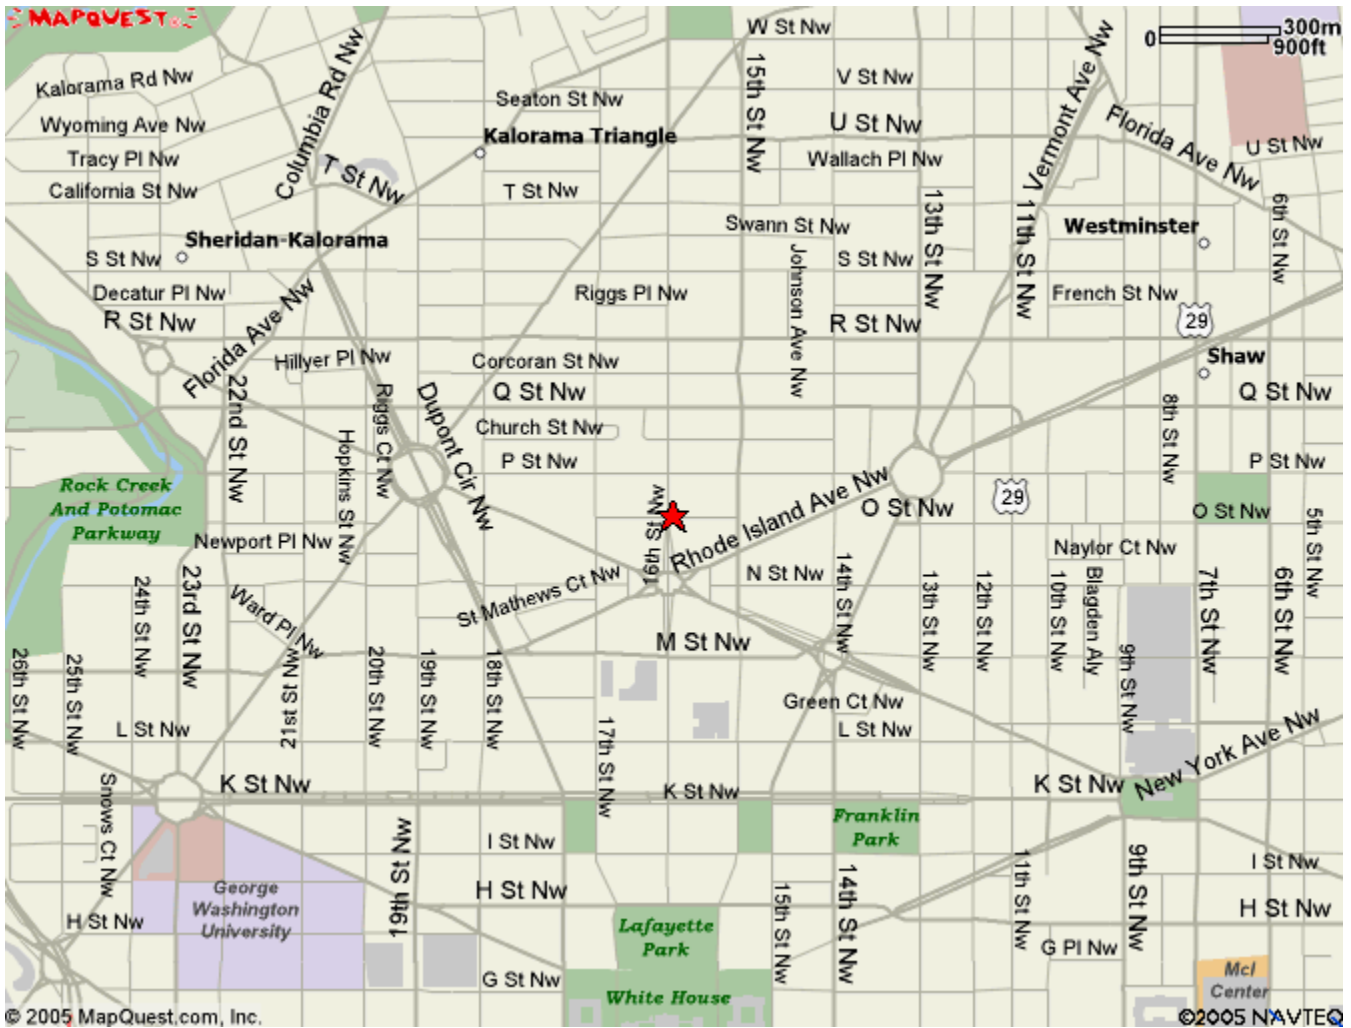 MAPQUEST
W St Nw
0
300m
900ft
Kalorama Rd Nw
Columbia Rd Nw
V St Nw
Vermont Ave Nw
15th St Nw
Seaton St Nw
Wyoming Ave Nw
Kalorama Triangle
U St Nw
Florida Ave Nw
U St Nw
Tracy Pl Nw
Wallach Pl Nw
T St Nw
California St Nw
T St Nw
6th St Nw
Swann St Nw
13th St Nw
11th St Nw
Westminster
Sheridan-Kalorama
S St Nw
S St Nw
Johnson Ave Nw
Decatur Pl Nw
Riggs Pl Nw
French St Nw
R St Nw
R St Nw
29
Florida Ave Nw
Hillyer Pl Nw
Corcoran St Nw
Shaw
Q St Nw
Q St Nw
22nd St Nw
Riggs Ct Nw
Dupont Cir Nw
8th St Nw
Church St Nw
Hopkins St Nw
P St Nw
P St Nw
Rock Creek
And Potomac
Parkway
16th St Nw
Rhode Island Ave Nw
O St Nw
29
O St Nw
5th St Nw
Newport Pl Nw
Naylor Ct Nw
St Mathews Ct Nw
N St Nw
14th St Nw
24th St Nw
23rd St Nw
Ward Pl Nw
13th St Nw
12th St Nw
10th St Nw
Blagden Aly
7th St Nw
6th St Nw
M St Nw
26th St Nw
25th St Nw
21st St Nw
20th St Nw
19th St Nw
18th St Nw
9th St Nw
Green Ct Nw
L St Nw
L St Nw
17th St Nw
New York Ave Nw
Snows Ct Nw
K St Nw
K St Nw
K St Nw
Franklin
Park
19th St Nw
I St Nw
I St Nw
11th St Nw
9th St Nw
George
Washington
University
H St Nw
15th St Nw
14th St Nw
H St Nw
H St Nw
Lafayette
Park
G Pl Nw
G St Nw
Mcl
Center
White House
© 2005 MapQuest.com, Inc.
©2005 NAVTEQ